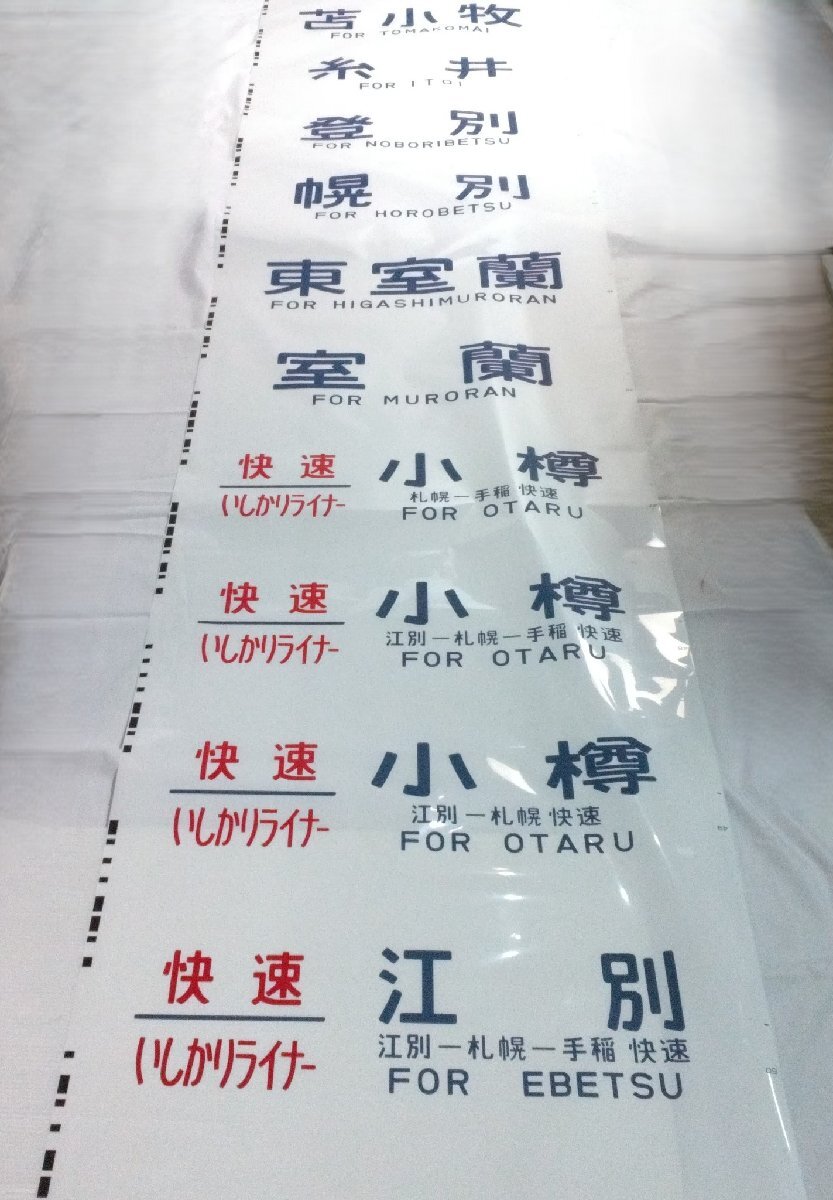 苫小牧
FOR TOMAKOMAI
糸井
FOR ITOI
登別
FOR NOBORIBETSU
幌別
FOR HOROBETSU
東室蘭
FOR HIGASHIMURORAN
室蘭
FOR MURORAN
快速
いしかりライナー
小樽
札幌ー手稲 快速
FOR OTARU
快速
いしかりライナー
小樽
江別ー札幌ー手稲 快速
FOR OTARU
快速
いしかりライナー
小樽
江別ー札幌 快速
FOR OTARU
49
快速
いしかりライナー
江別
江別ー札幌ー手稲 快速
FOR EBETSU
50